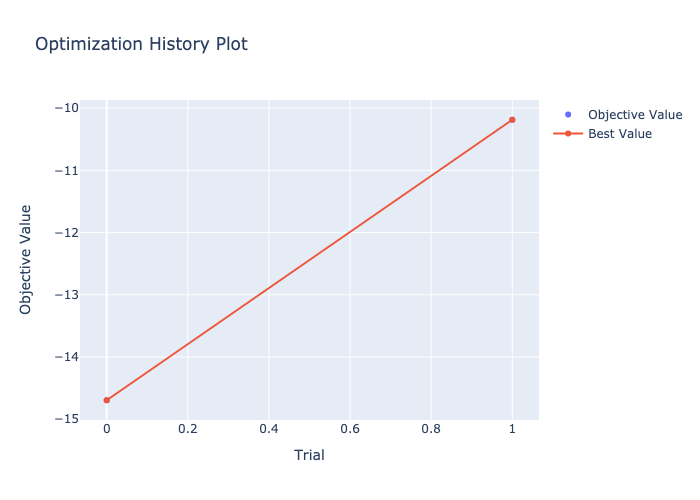 Optimization History Plot
Objective Value
Best Value
−10
−11
−12
−13
−14
−15
Objective Value
0
0.2
0.4
0.6
0.8
1
Trial